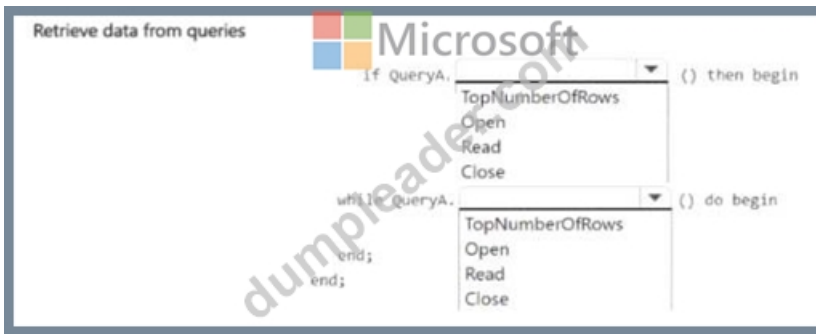 Retrieve data from queries
Microsoft
if QueryA. () then begin
TopNumberOfRows
Open
Read
Close
while QueryA. () do begin
TopNumberOfRows
Open
Read
Close
end;
end;
dumpleader.com